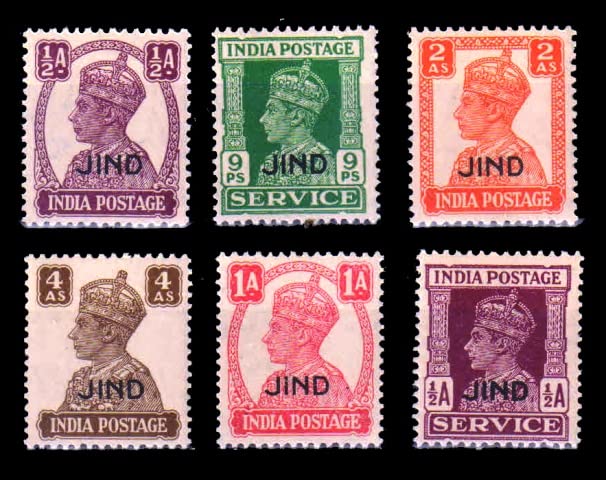 ½A ½A
JIND
INDIA POSTAGE
INDIA POSTAGE
JIND
9 PS 9 PS
SERVICE
2 AS 2 AS
JIND
INDIA POSTAGE
4 AS 4 AS
JIND
INDIA POSTAGE
1A 1A
JIND
INDIA POSTAGE
INDIA POSTAGE
½A JIND ½A
SERVICE